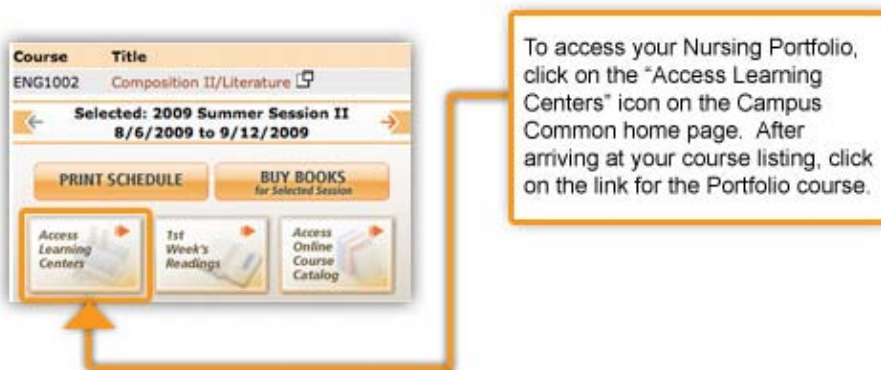 Course Title
ENG1002 Composition II/Literature
Selected: 2009 Summer Session II
8/6/2009 to 9/12/2009
PRINT SCHEDULE
BUY BOOKS
for Selected Session
Access
Learning
Centers
1st
Week's
Readings
Access
Online
Course
Catalog
To access your Nursing Portfolio,
click on the “Access Learning
Centers” icon on the Campus
Common home page. After
arriving at your course listing, click
on the link for the Portfolio course.